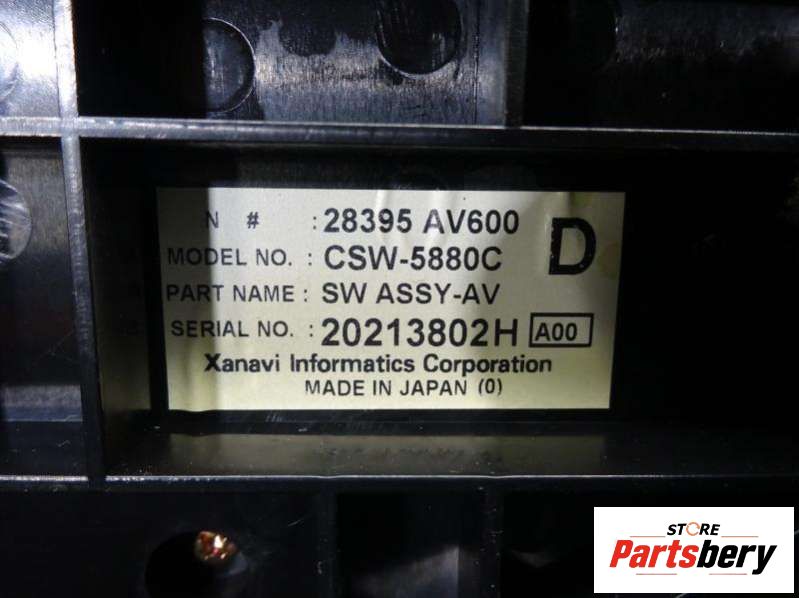 N # : 28395 AV600
D
MODEL NO. : CSW-5880C
PART NAME : SW ASSY-AV
SERIAL NO. : 20213802H A00
Xanavi Informatics Corporation
MADE IN JAPAN (0)
STORE
Partsbery